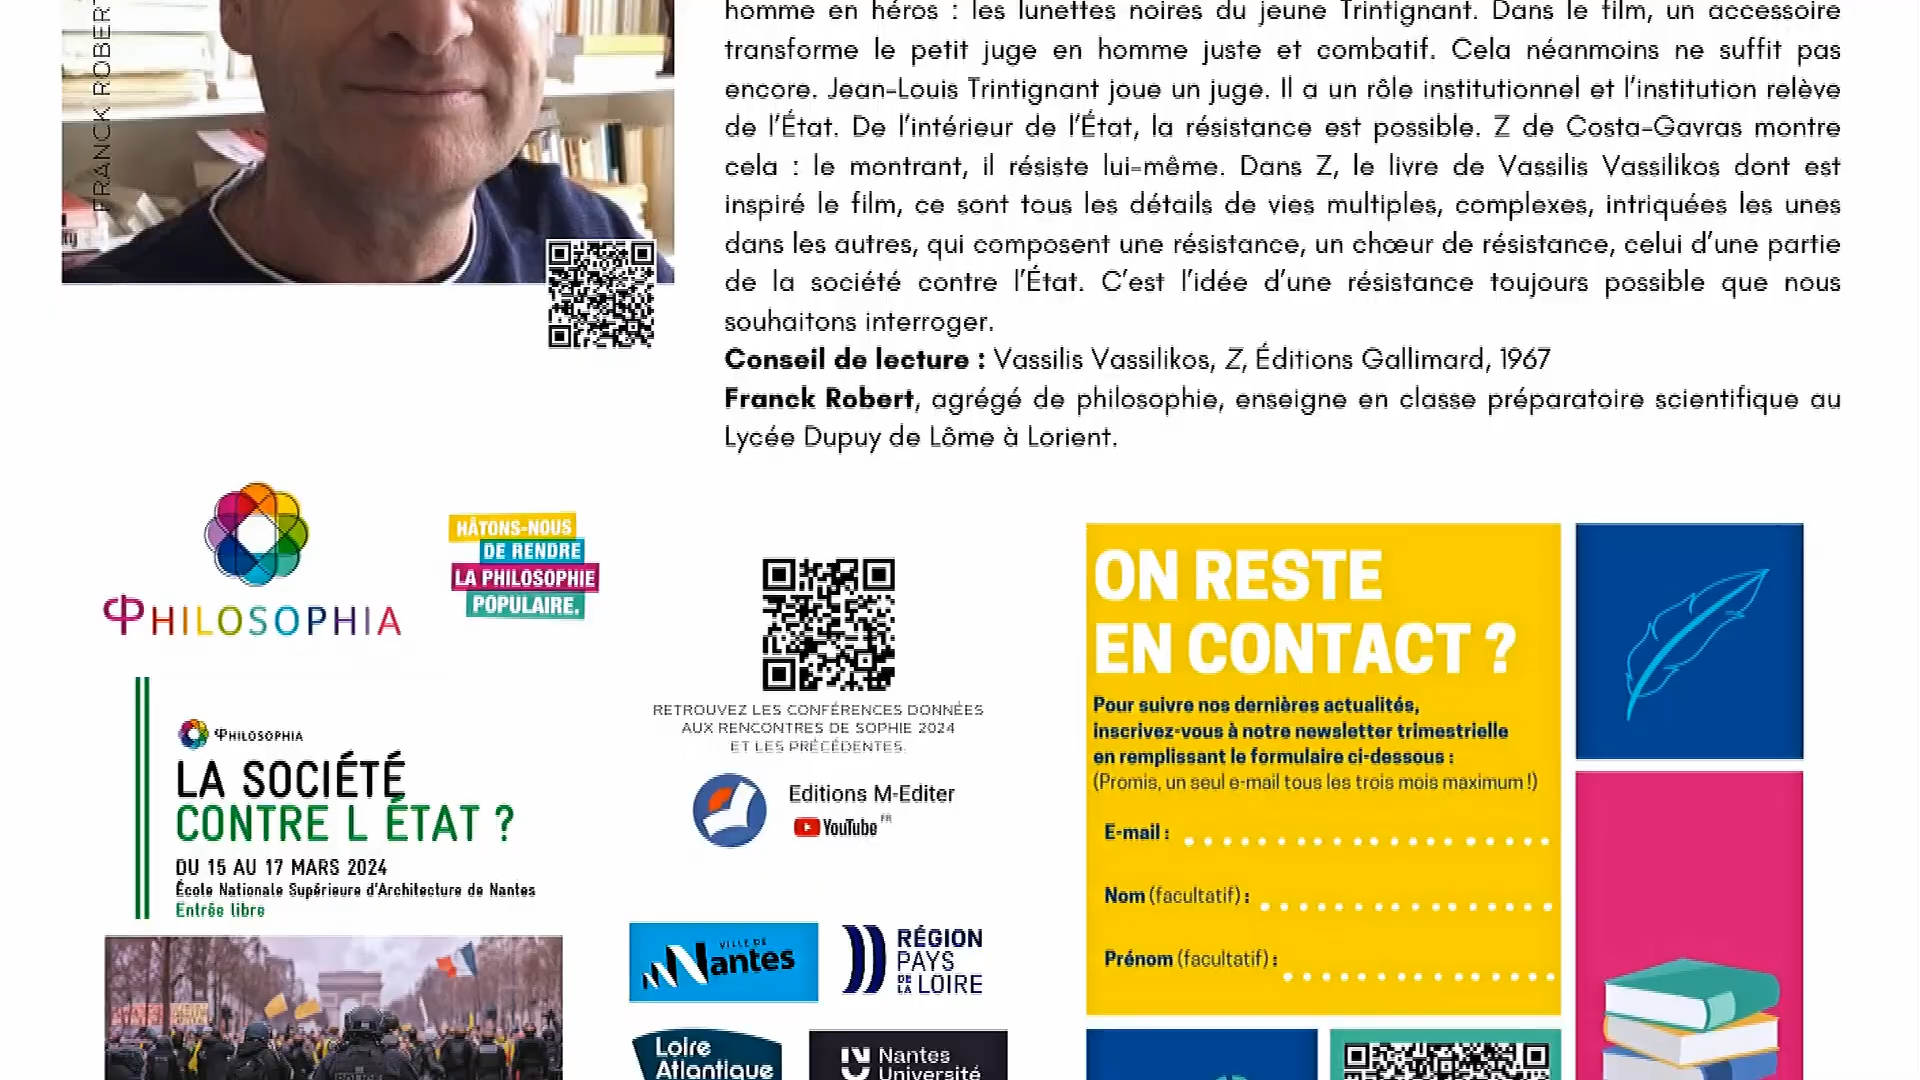 FRANCK ROBERT
homme en héros : les lunettes noires du jeune Trintignant. Dans le film, un accessoire
transforme le petit juge en homme juste et combatif. Cela néanmoins ne suffit pas
encore. Jean-Louis Trintignant joue un juge. Il a un rôle institutionnel et l'institution relève
de l'État. De l'intérieur de l'État, la résistance est possible. Z de Costa-Gavras montre
cela : le montrant, il résiste lui-même. Dans Z, le livre de Vassilis Vassilikos dont est
inspiré le film, ce sont tous les détails de vies multiples, complexes, intriquées les unes
dans les autres, qui composent une résistance, un chœur de résistance, celui d'une partie
de la société contre l'État. C'est l'idée d'une résistance toujours possible que nous
souhaitons interroger.
Conseil de lecture : Vassilis Vassilikos, Z, Éditions Gallimard, 1967
Franck Robert, agrégé de philosophie, enseigne en classe préparatoire scientifique au
Lycée Dupuy de Lôme à Lorient.
PHILOSOPHIA
HÂTONS-NOUS
DE RENDRE
LA PHILOSOPHIE
POPULAIRE.
PHILOSOPHIA
LA SOCIÉTÉ
CONTRE L ÉTAT ?
DU 15 AU 17 MARS 2024
École Nationale Supérieure d'Architecture de Nantes
Entrée libre
POLICE
RETROUVEZ LES CONFÉRENCES DONNÉES
AUX RENCONTRES DE SOPHIE 2024
ET LES PRÉCÉDENTES.
Editions M-Editer
YouTube FR
VILLE DE
Nantes
RÉGION
PAYS
DE LA LOIRE
Loire
Atlantique
Nantes
Université
ON RESTE
EN CONTACT ?
Pour suivre nos dernières actualités,
inscrivez-vous à notre newsletter trimestrielle
en remplissant le formulaire ci-dessous :
(Promis, un seul e-mail tous les trois mois maximum !)
E-mail :
Nom (facultatif) :
Prénom (facultatif) :